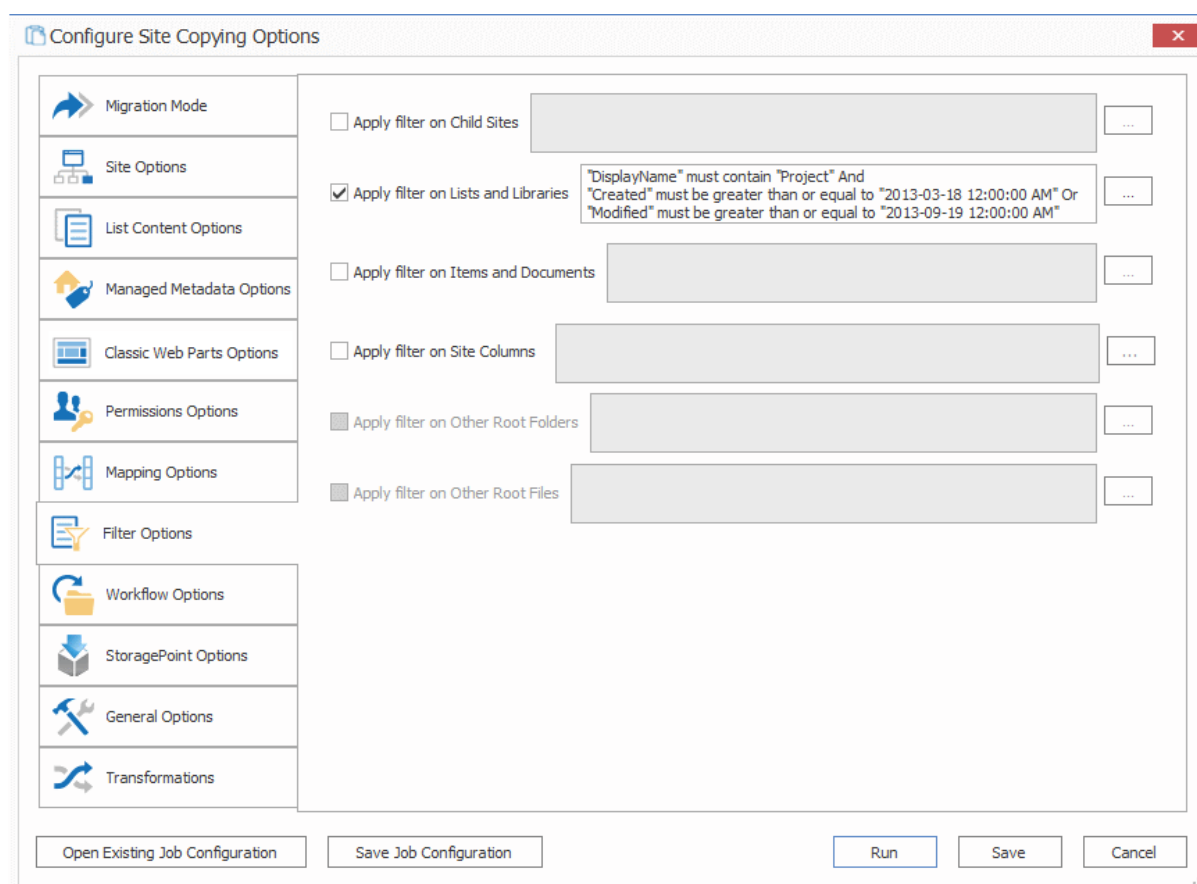 Configure Site Copying Options
Migration Mode
Site Options
List Content Options
Managed Metadata Options
Classic Web Parts Options
Permissions Options
Mapping Options
Filter Options
Workflow Options
StoragePoint Options
General Options
Transformations
Apply filter on Child Sites
...
Apply filter on Lists and Libraries
"DisplayName" must contain "Project" And
"Created" must be greater than or equal to "2013-03-18 12:00:00 AM" Or
"Modified" must be greater than or equal to "2013-09-19 12:00:00 AM"
...
Apply filter on Items and Documents
...
Apply filter on Site Columns
...
Apply filter on Other Root Folders
...
Apply filter on Other Root Files
...
Open Existing Job Configuration
Save Job Configuration
Run
Save
Cancel